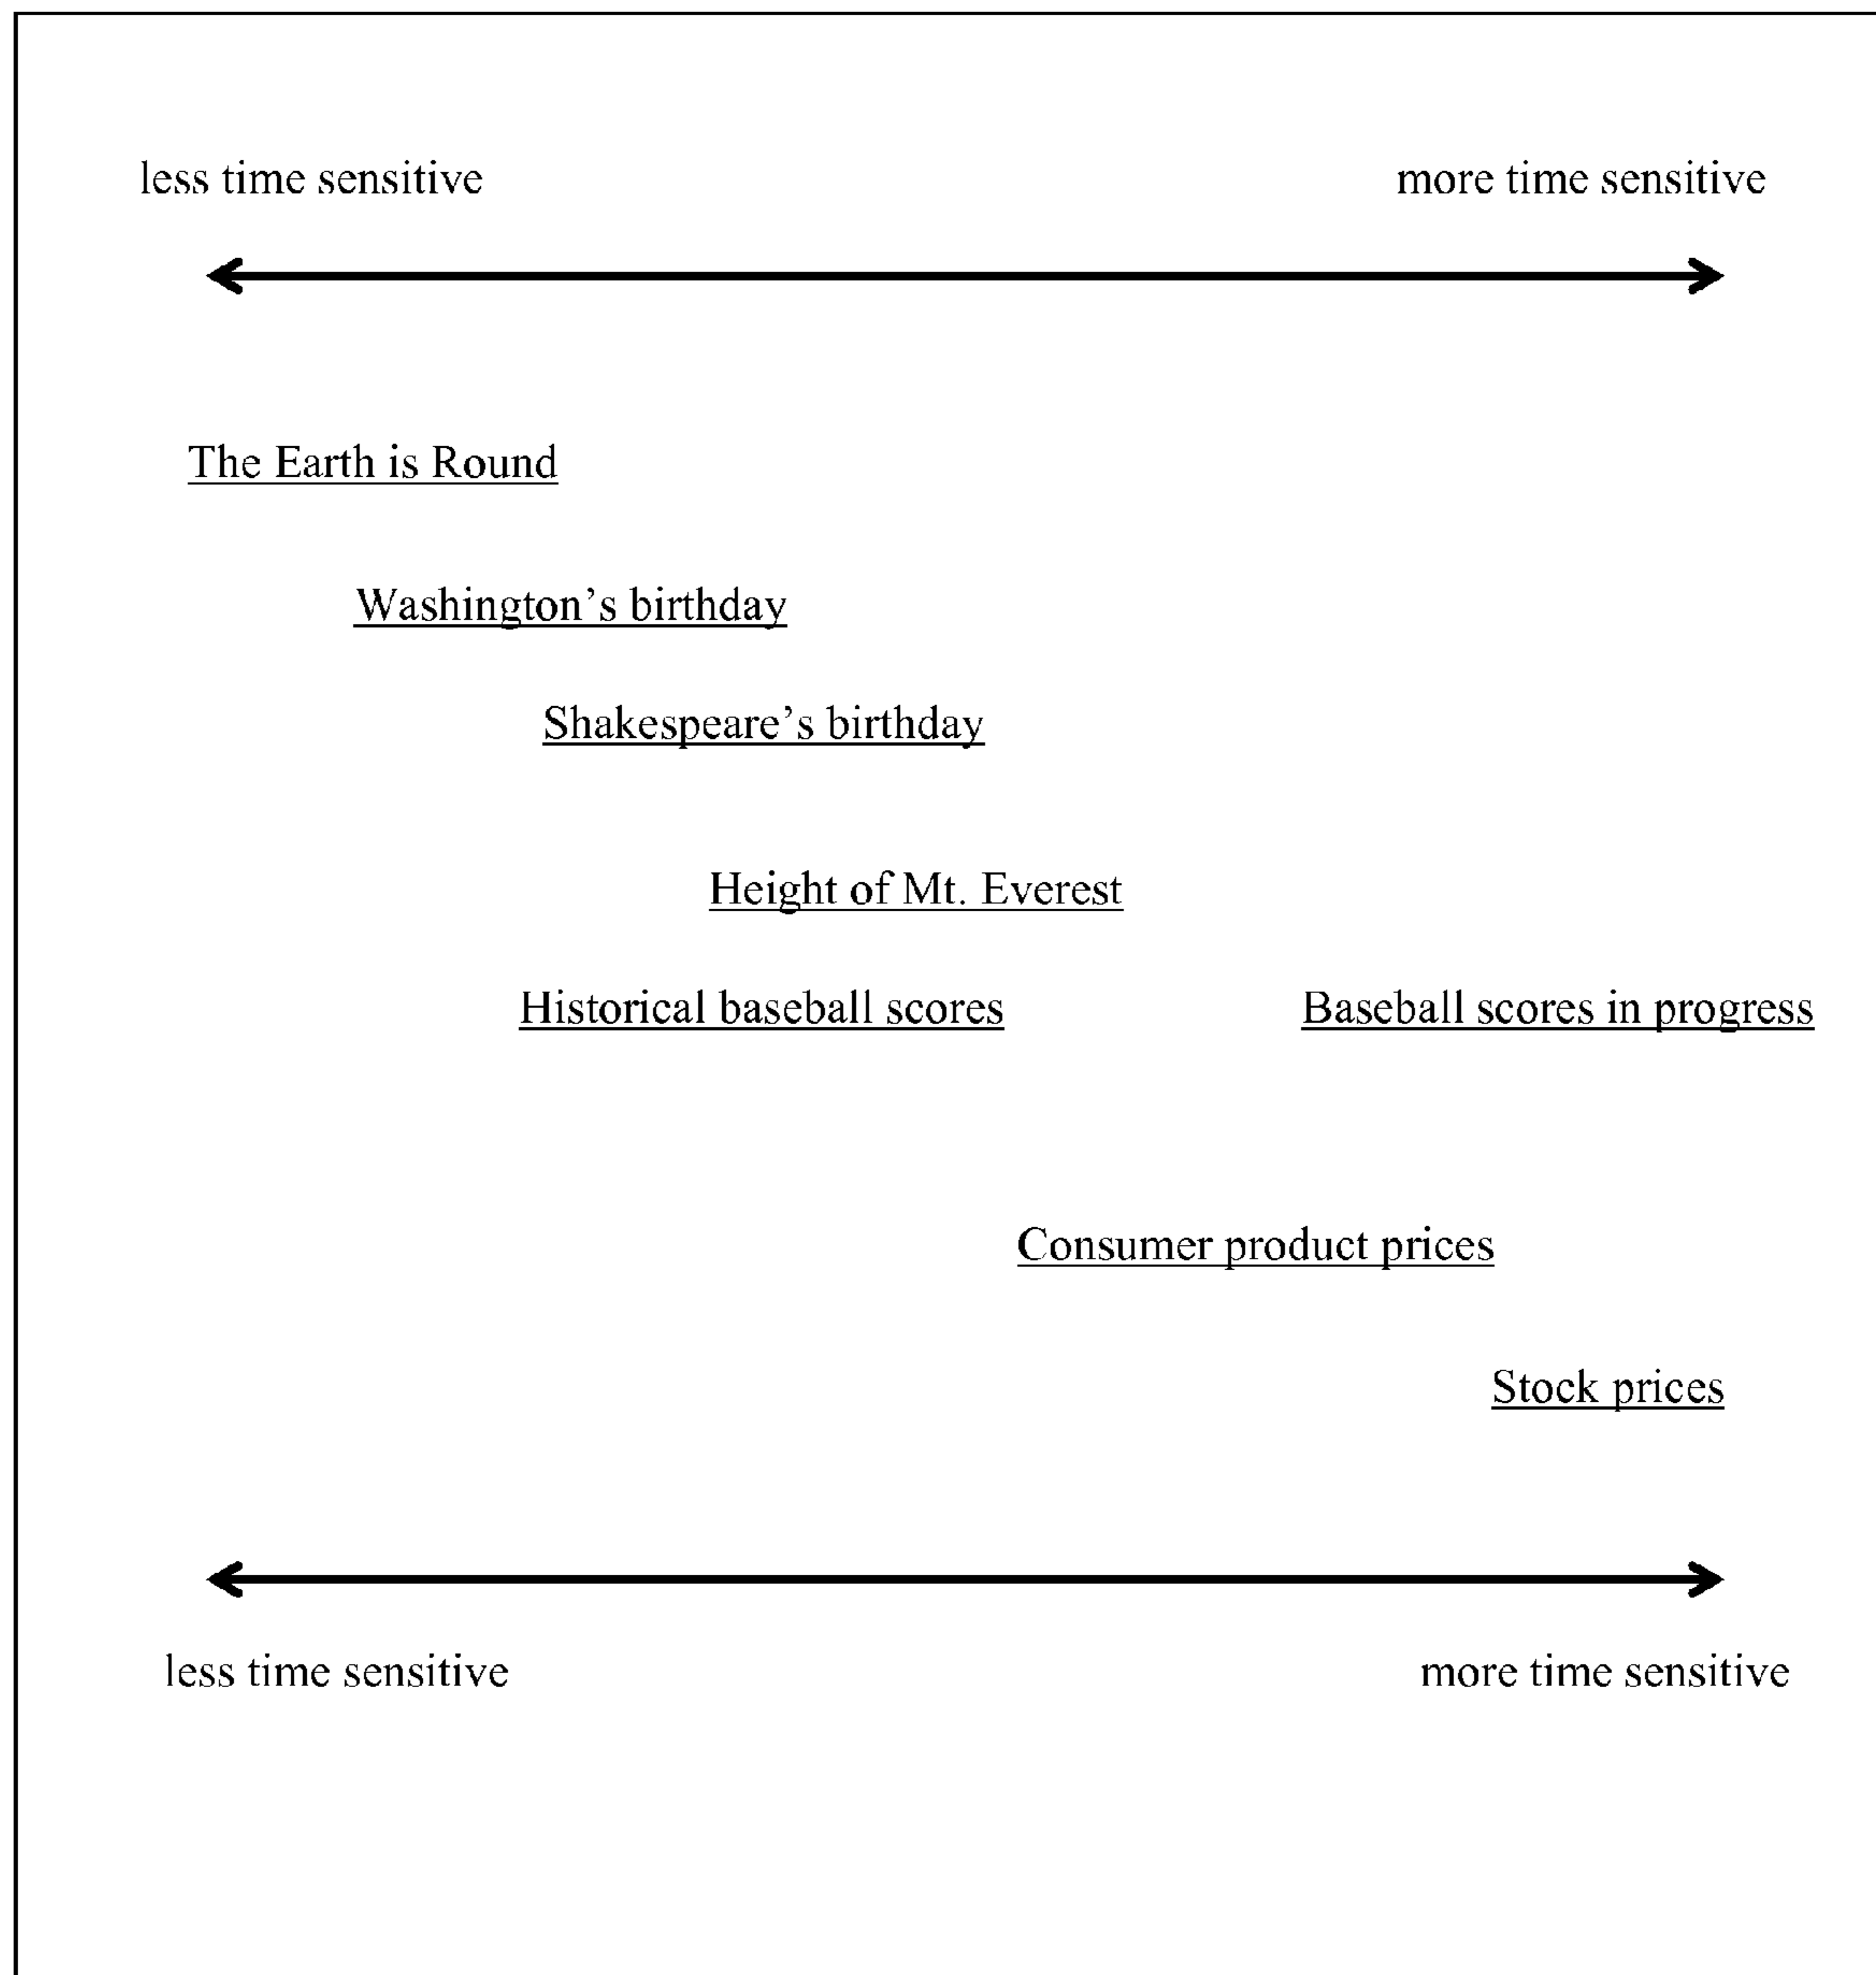 less time sensitive more time sensitive
The Earth is Round
Washington’s birthday
Shakespeare’s birthday
Height of Mt. Everest
Historical baseball scores Baseball scores in progress
Consumer product prices
Stock prices
less time sensitive more time sensitive